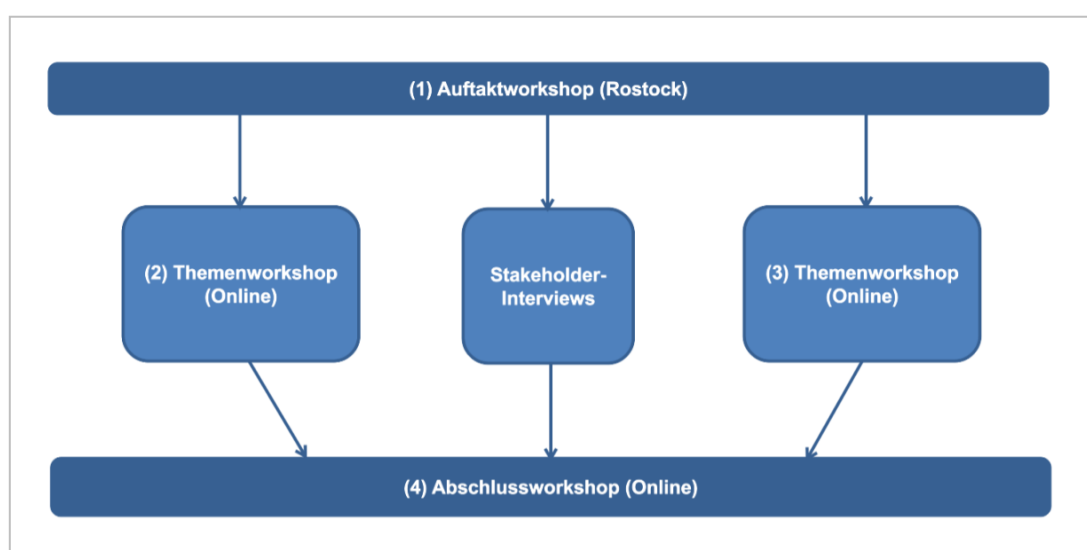 (1) Auftaktworkshop (Rostock)
(2) Themenworkshop
(Online)
Stakeholder-
Interviews
(3) Themenworkshop
(Online)
(4) Abschlussworkshop (Online)